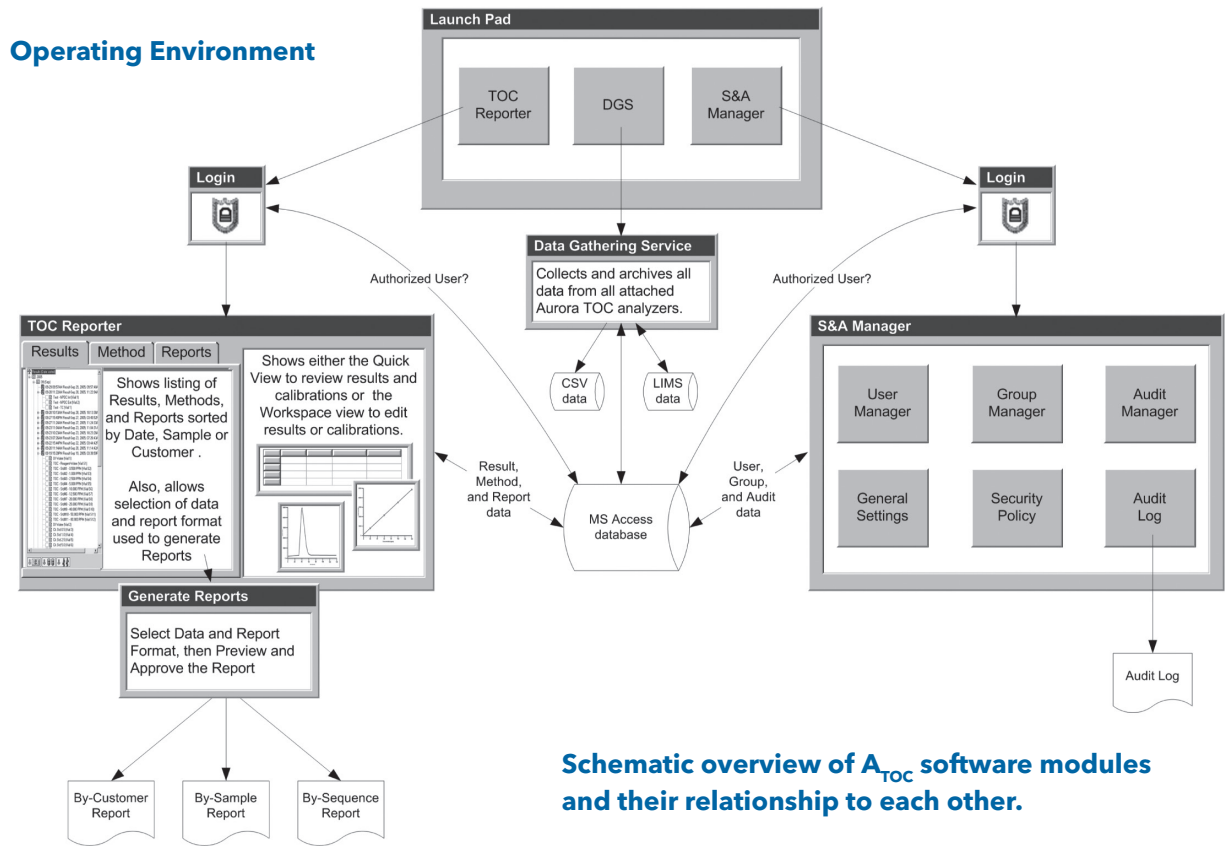 Operating Environment
Launch Pad
TOC
Reporter
DGS
S&A
Manager
Login
Login
Data Gathering Service
Collects and archives all
data from all attached
Aurora TOC analyzers.
Authorized User?
Authorized User?
CSV
data
LIMS
data
TOC Reporter
Results
Method
Reports
Shows listing of
Results, Methods,
and Reports sorted
by Date, Sample or
Customer .
Also, allows
selection of data
and report format
used to generate
Reports
Shows either the Quick
View to review results and
calibrations or the
Workspace view to edit
results or calibrations.
Result,
Method,
and Report
data
MS Access
database
User,
Group,
and Audit
data
S&A Manager
User
Manager
Group
Manager
Audit
Manager
General
Settings
Security
Policy
Audit
Log
Generate Reports
Select Data and Report
Format, then Preview and
Approve the Report
Audit Log
By-Customer
Report
By-Sample
Report
By-Sequence
Report
Schematic overview of ATOC software modules
and their relationship to each other.